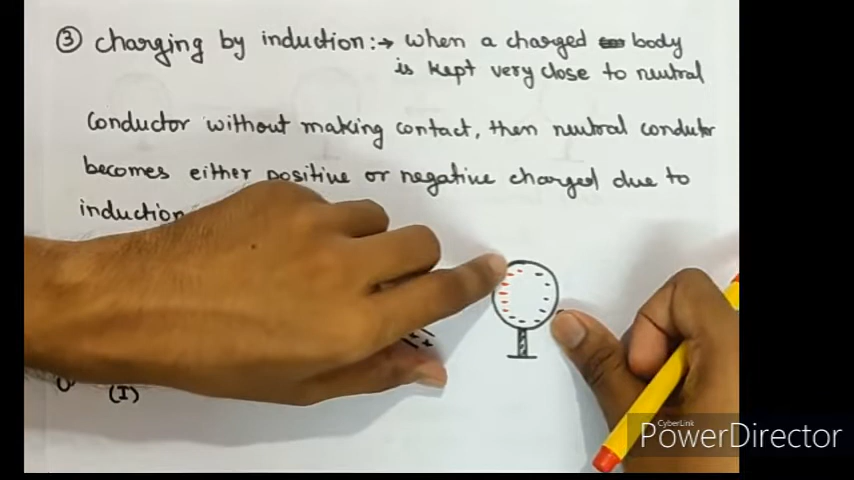 ③ charging by induction:→ when a charged body
is kept very close to neutral
conductor without making contact, then neutral conductor
becomes either positive or negative charged due to
induction
(I)
CyberLink
PowerDirector